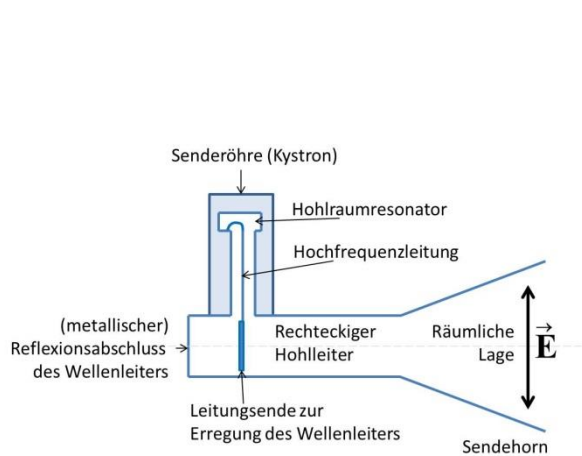 Senderöhre (Kystron)
Hohlraumresonator
Hochfrequenzleitung
(metallischer)
Reflexionsabschluss
des Wellenleiters
Rechteckiger
Hohlleiter
Räumliche
Lage
E
Leitungsende zur
Erregung des Wellenleiters
Sendehorn